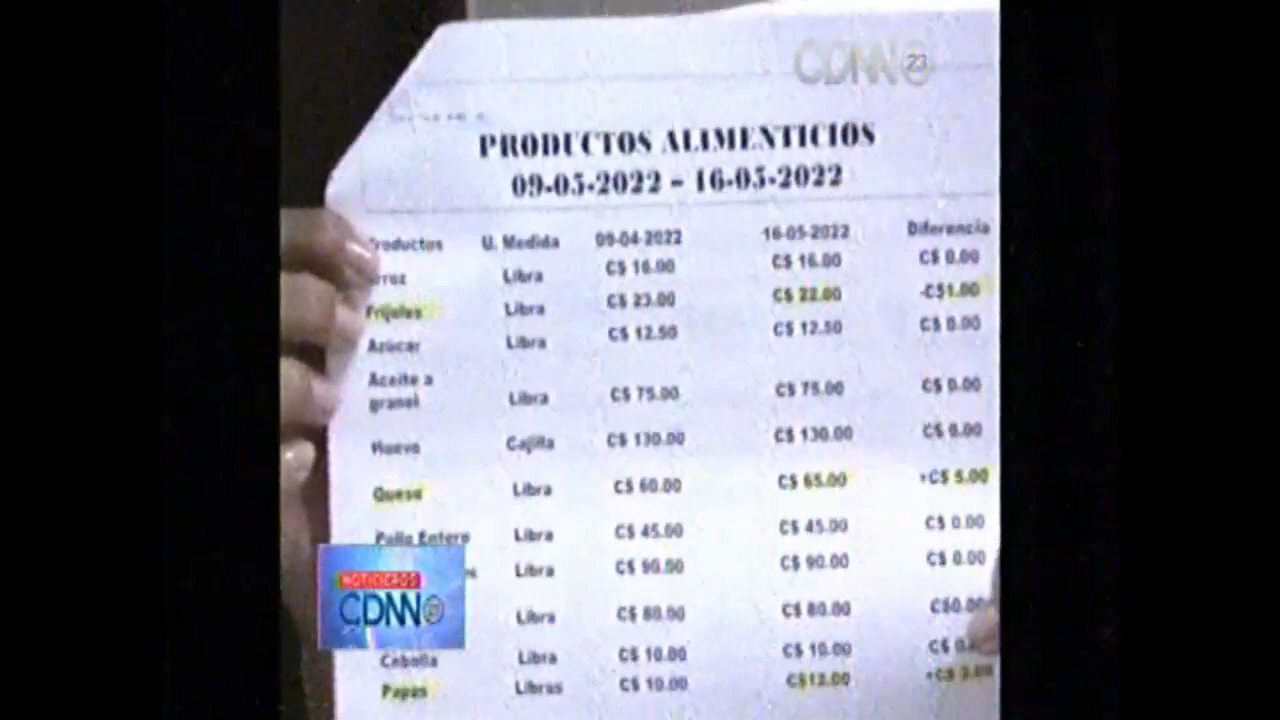 CDNN 23
PRODUCTOS ALIMENTICIOS
09-05-2022 - 16-05-2022
Productos U. Medida 09-04-2022 16-05-2022 Diferencia
rroz Libra C$ 16.00 C$ 16.00 C$ 0.00
Frijoles Libra C$ 23.00 C$ 22.00 -C$1.00
Azúcar Libra C$ 12.50 C$ 12.50 C$ 0.00
Aceite a
granel Libra C$ 75.00 C$ 75.00 C$ 0.00
Huevo Cajilla C$ 130.00 C$ 130.00 C$ 0.00
Queso Libra C$ 60.00 C$ 65.00 +C$ 5.00
Pollo Entero Libra C$ 45.00 C$ 45.00 C$ 0.00
es Libra C$ 90.00 C$ 90.00 C$ 0.00
Libra C$ 80.00 C$ 80.00 C$0.00
Cebolla Libra C$ 10.00 C$ 10.00 C$
Papas Libras C$ 10.00 C$12.00 +C$
NOTICIEROS
CDNN 23